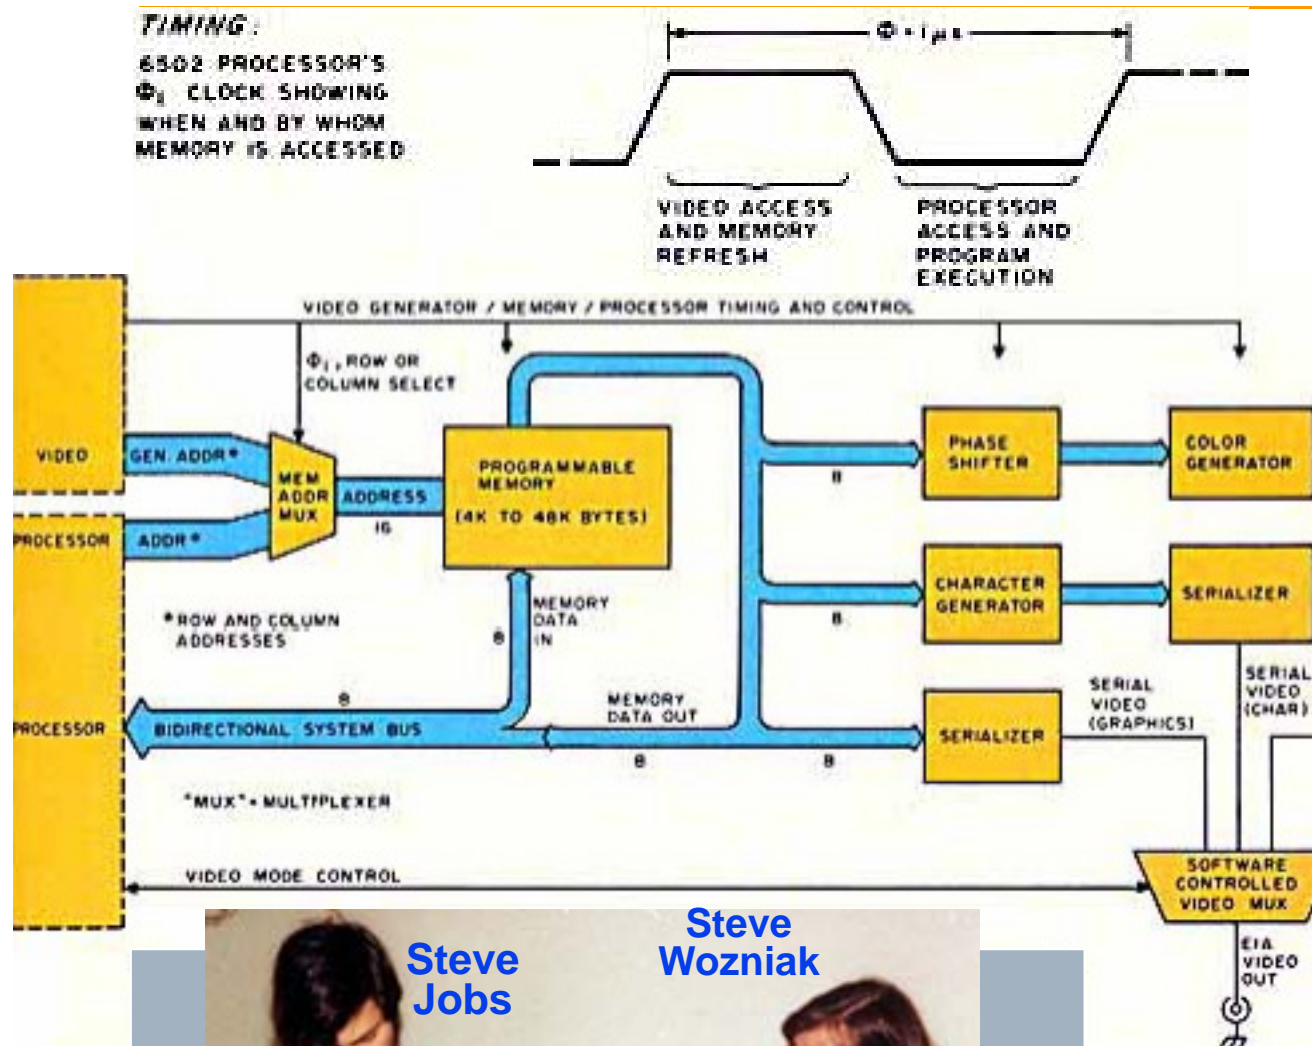 TIMING:
6502 PROCESSOR'S
Φ₁ CLOCK SHOWING
WHEN AND BY WHOM
MEMORY IS ACCESSED
Φ = 1 μs
VIDEO ACCESS
AND MEMORY
REFRESH
PROCESSOR
ACCESS AND
PROGRAM
EXECUTION
VIDEO GENERATOR / MEMORY / PROCESSOR TIMING AND CONTROL
Φ₁, ROW OR
COLUMN SELECT
VIDEO
GEN. ADDR*
MEM
ADDR
MUX
ADDRESS
16
PROGRAMMABLE
MEMORY
(4K TO 48K BYTES)
PHASE
SHIFTER
COLOR
GENERATOR
8
PROCESSOR
ADDR*
*ROW AND COLUMN
ADDRESSES
MEMORY
DATA
IN
8
CHARACTER
GENERATOR
SERIALIZER
8
PROCESSOR
8
BIDIRECTIONAL SYSTEM BUS
MEMORY
DATA OUT
8
8
SERIALIZER
SERIAL
VIDEO
(GRAPHICS)
SERIAL
VIDEO
(CHAR)
"MUX" = MULTIPLEXER
VIDEO MODE CONTROL
SOFTWARE
CONTROLLED
VIDEO MUX
EIA
VIDEO
OUT
Steve
Jobs
Steve
Wozniak